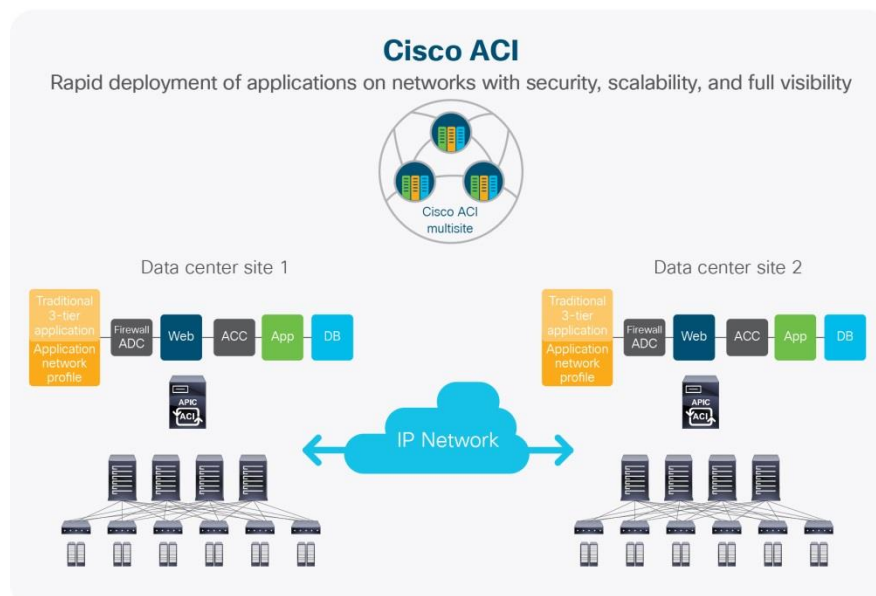 Cisco ACI
Rapid deployment of applications on networks with security, scalability, and full visibility
Cisco ACI
multisite
Data center site 1
Traditional
3-tier
application
Application
network
profile
Firewall
ADC
Web
ACC
App
DB
APIC
ACI
Data center site 2
Traditional
3-tier
application
Application
network
profile
Firewall
ADC
Web
ACC
App
DB
APIC
ACI
IP Network